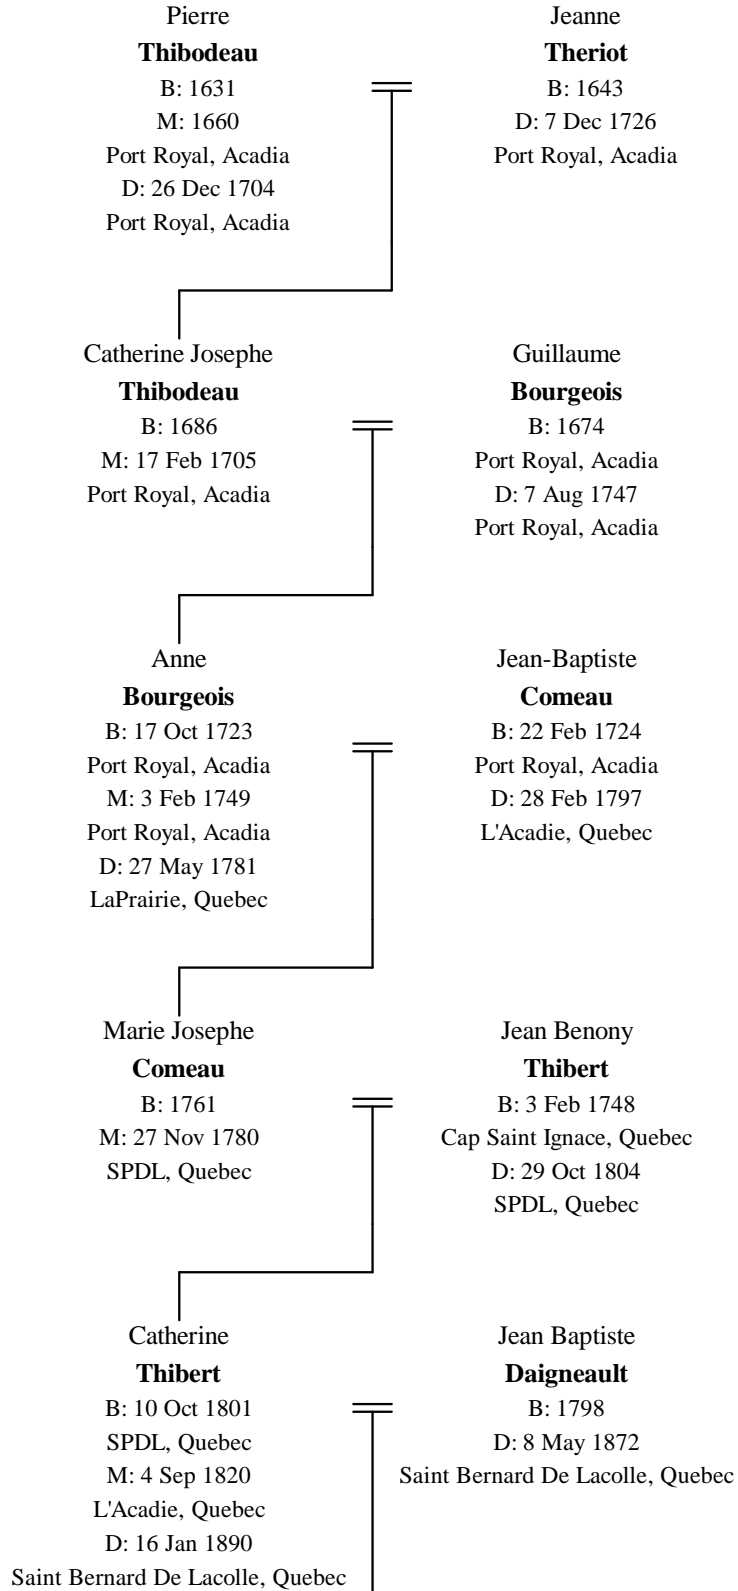 Pierre
Thibodeau
B: 1631
M: 1660
Port Royal, Acadia
D: 26 Dec 1704
Port Royal, Acadia
Jeanne
Theriot
B: 1643
D: 7 Dec 1726
Port Royal, Acadia
Catherine Josephe
Thibodeau
B: 1686
M: 17 Feb 1705
Port Royal, Acadia
Guillaume
Bourgeois
B: 1674
Port Royal, Acadia
D: 7 Aug 1747
Port Royal, Acadia
Anne
Bourgeois
B: 17 Oct 1723
Port Royal, Acadia
M: 3 Feb 1749
Port Royal, Acadia
D: 27 May 1781
LaPrairie, Quebec
Jean-Baptiste
Comeau
B: 22 Feb 1724
Port Royal, Acadia
D: 28 Feb 1797
L'Acadie, Quebec
Marie Josephe
Comeau
B: 1761
M: 27 Nov 1780
SPDL, Quebec
Jean Benony
Thibert
B: 3 Feb 1748
Cap Saint Ignace, Quebec
D: 29 Oct 1804
SPDL, Quebec
Catherine
Thibert
B: 10 Oct 1801
SPDL, Quebec
M: 4 Sep 1820
L'Acadie, Quebec
D: 16 Jan 1890
Saint Bernard De Lacolle, Quebec
Jean Baptiste
Daigneault
B: 1798
D: 8 May 1872
Saint Bernard De Lacolle, Quebec